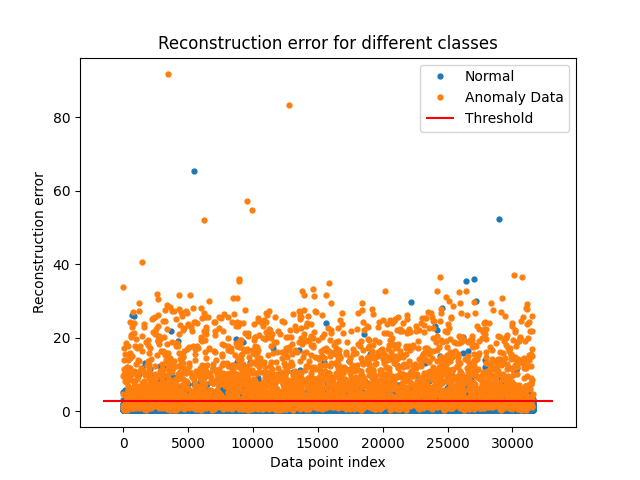 Reconstruction error for different classes
Normal
Anomaly Data
Threshold
Reconstruction error
80
60
40
20
0
0 5000 10000 15000 20000 25000 30000
Data point index